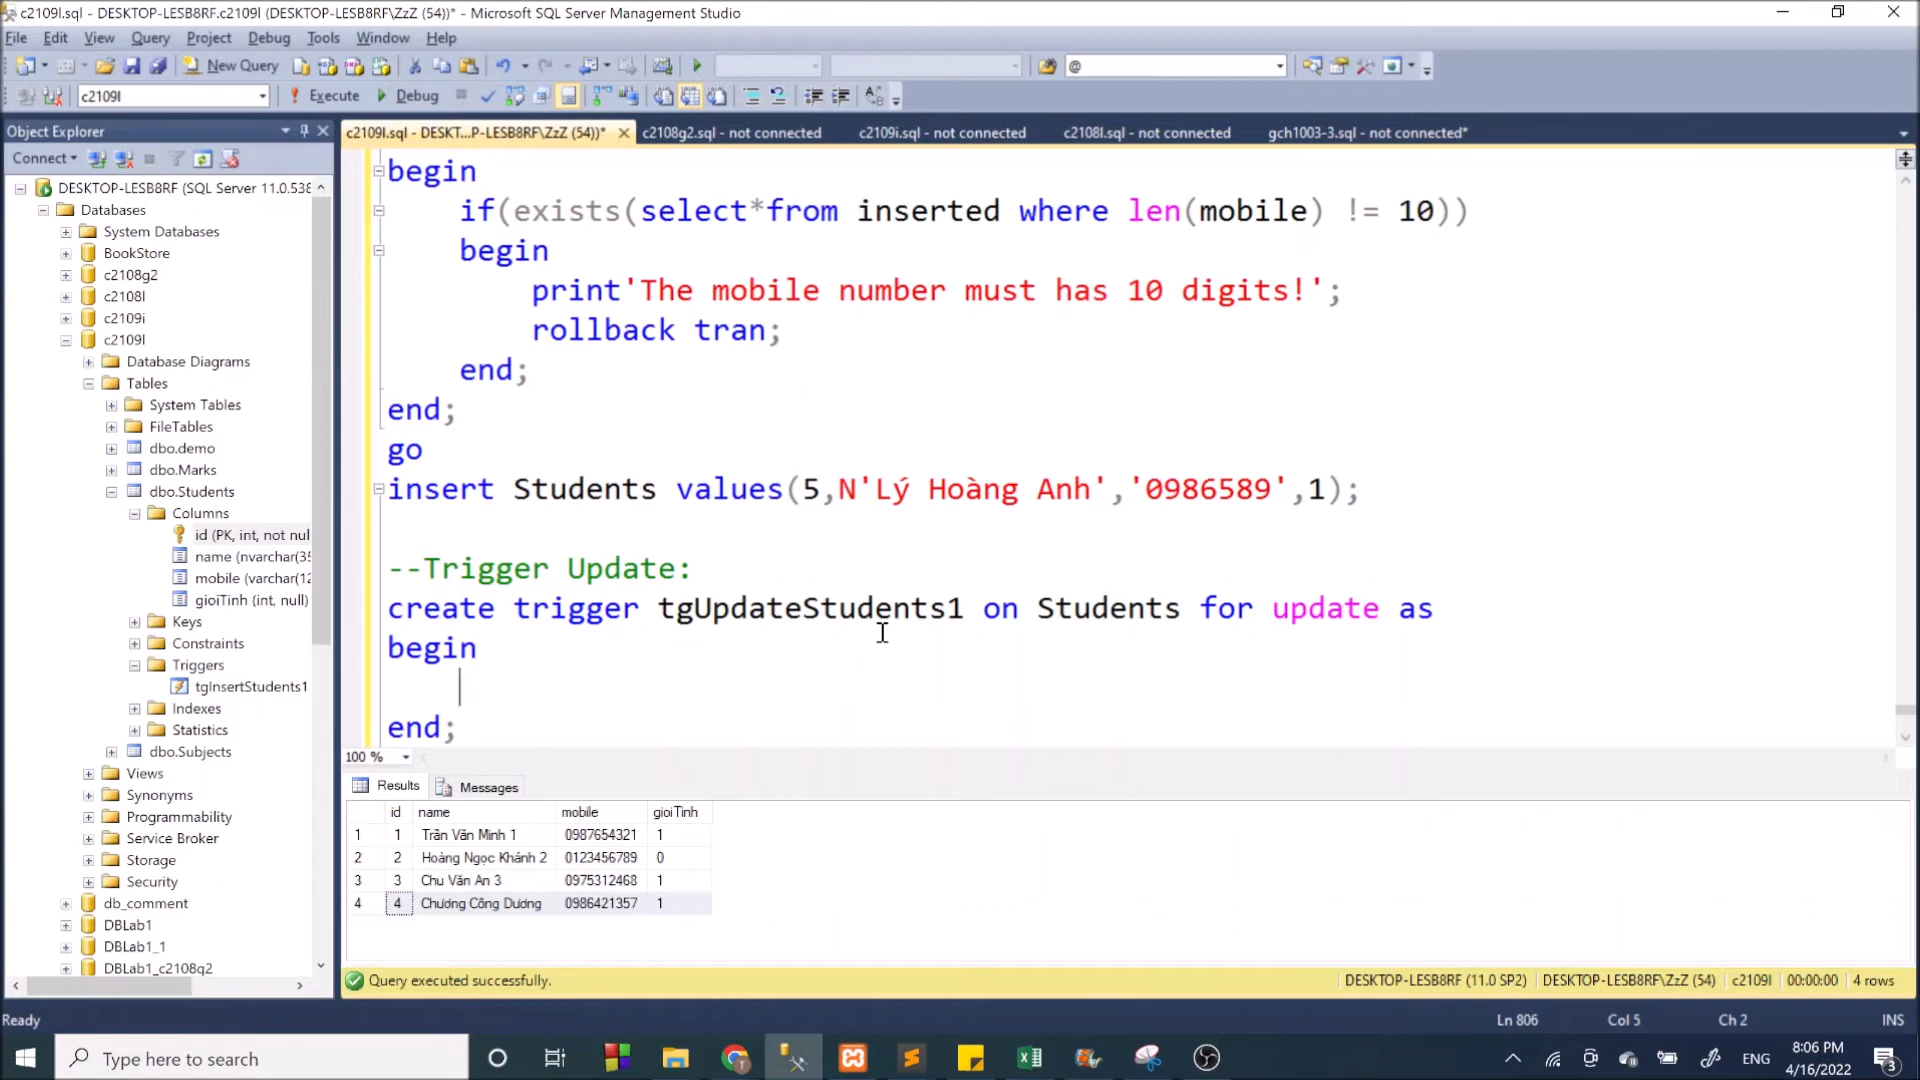 c2109l.sql - DESKTOP-LESB8RF.c2109l (DESKTOP-LESB8RF\ZzZ (54))* - Microsoft SQL Server Management Studio
File Edit View Query Project Debug Tools Window Help
New Query @
c2109l Execute Debug
Object Explorer
Connect
DESKTOP-LESB8RF (SQL Server 11.0.538
Databases
System Databases
BookStore
c2108g2
c2108l
c2109i
c2109l
Database Diagrams
Tables
System Tables
FileTables
dbo.demo
dbo.Marks
dbo.Students
Columns
id (PK, int, not nul
name (nvarchar(35
mobile (varchar(12
gioiTinh (int, null)
Keys
Constraints
Triggers
tgInsertStudents1
Indexes
Statistics
dbo.Subjects
Views
Synonyms
Programmability
Service Broker
Storage
Security
db_comment
DBLab1
DBLab1_1
DBLab1_c2108g2
c2109l.sql - DESKT...P-LESB8RF\ZzZ (54))* c2108g2.sql - not connected c2109i.sql - not connected c2108l.sql - not connected gch1003-3.sql - not connected*
begin
if(exists(select*from inserted where len(mobile) != 10))
begin
print'The mobile number must has 10 digits!';
rollback tran;
end;
end;
go
insert Students values(5,N'Lý Hoàng Anh','0986589',1);
--Trigger Update:
create trigger tgUpdateStudents1 on Students for update as
begin
end;
100 %
Results Messages
id name mobile gioiTinh
1 1 Trần Văn Minh 1 0987654321 1
2 2 Hoàng Ngọc Khánh 2 0123456789 0
3 3 Chu Văn An 3 0975312468 1
4 4 Chương Công Dương 0986421357 1
Query executed successfully. DESKTOP-LESB8RF (11.0 SP2) DESKTOP-LESB8RF\ZzZ (54) c2109l 00:00:00 4 rows
Ready Ln 806 Col 5 Ch 2 INS
Type here to search ENG 8:06 PM
4/16/2022 3